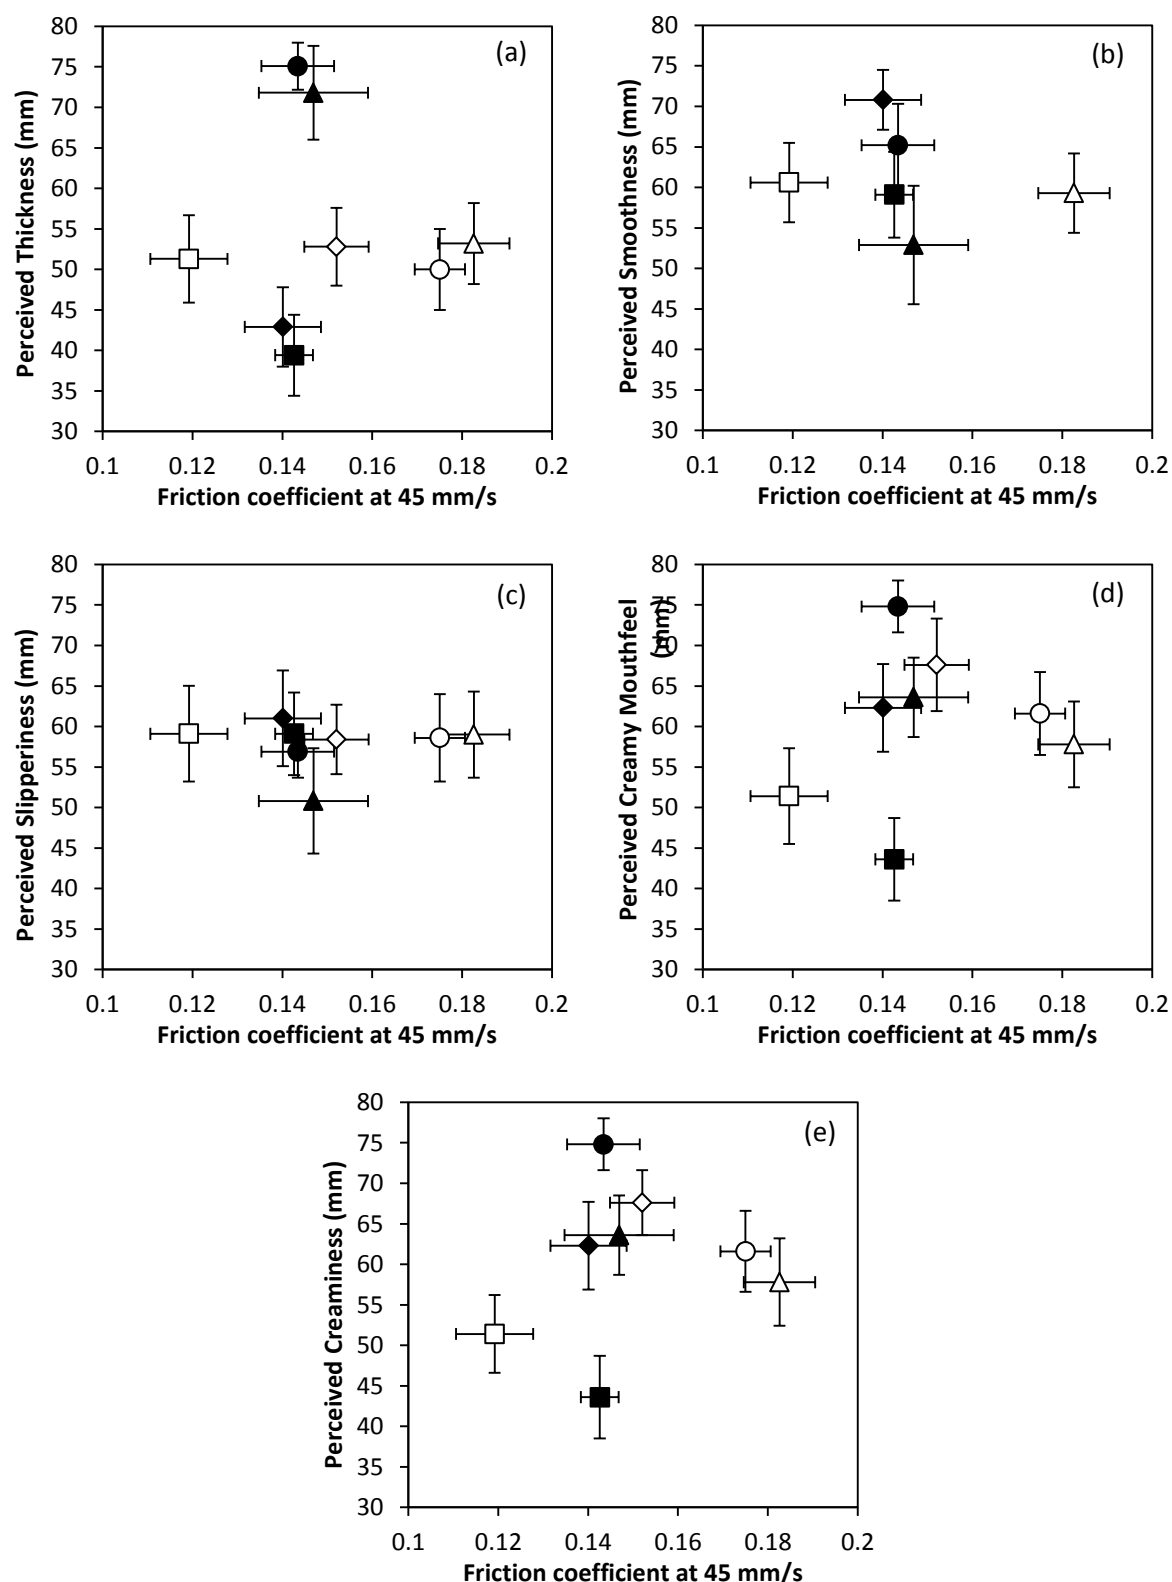 (a)
Perceived Thickness (mm)
80
75
70
65
60
55
50
45
40
35
30
0.1 0.12 0.14 0.16 0.18 0.2
Friction coefficient at 45 mm/s
(b)
Perceived Smoothness (mm)
80
75
70
65
60
55
50
45
40
35
30
0.1 0.12 0.14 0.16 0.18 0.2
Friction coefficient at 45 mm/s
(c)
Perceived Slipperiness (mm)
80
75
70
65
60
55
50
45
40
35
30
0.1 0.12 0.14 0.16 0.18 0.2
Friction coefficient at 45 mm/s
(d)
Perceived Creamy Mouthfeel
(mm)
80
75
70
65
60
55
50
45
40
35
30
0.1 0.12 0.14 0.16 0.18 0.2
Friction coefficient at 45 mm/s
(e)
Perceived Creaminess (mm)
80
75
70
65
60
55
50
45
40
35
30
0.1 0.12 0.14 0.16 0.18 0.2
Friction coefficient at 45 mm/s